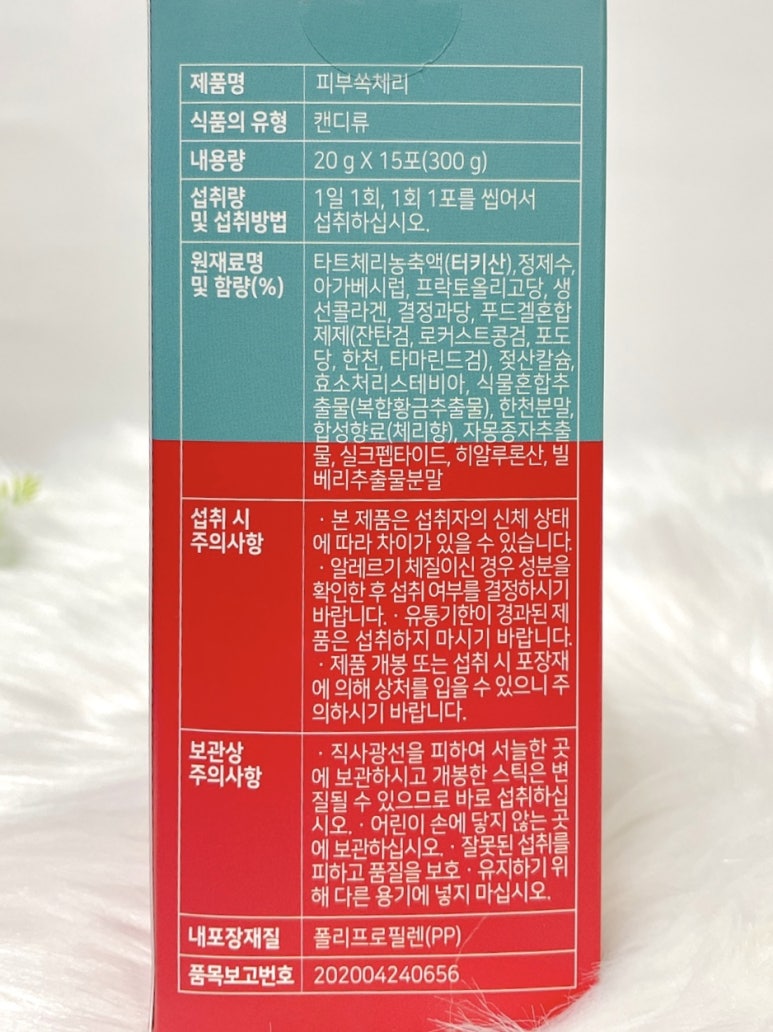 제품명 피부쏙체리
식품의 유형 캔디류
내용량 20 g X 15포(300 g)
섭취량
및 섭취방법
1일 1회, 1회 1포를 씹어서
섭취하십시오.
원재료명
및 함량(%)
타트체리농축액(터키산),정제수,
아가베시럽, 프락토올리고당, 생
선콜라겐, 결정과당, 푸드겔혼합
제제(잔탄검, 로커스트콩검, 포도
당, 한천, 타마린드검), 젖산칼슘,
효소처리스테비아, 식물혼합추
출물(복합황금추출물), 한천분말,
합성향료(체리향), 자몽종자추출
물, 실크펩타이드, 히알루론산, 빌
베리추출물분말
섭취 시
주의사항
· 본 제품은 섭취자의 신체 상태
에 따라 차이가 있을 수 있습니다.
· 알레르기 체질이신 경우 성분을
확인한 후 섭취 여부를 결정하시기
바랍니다. · 유통기한이 경과된 제
품은 섭취하지 마시기 바랍니다.
· 제품 개봉 또는 섭취 시 포장재
에 의해 상처를 입을 수 있으니 주
의하시기 바랍니다.
보관상
주의사항
· 직사광선을 피하여 서늘한 곳
에 보관하시고 개봉한 스틱은 변
질될 수 있으므로 바로 섭취하십
시오. · 어린이 손에 닿지 않는 곳
에 보관하십시오. · 잘못된 섭취를
피하고 품질을 보호 · 유지하기 위
해 다른 용기에 넣지 마십시오.
내포장재질 폴리프로필렌(PP)
품목보고번호 202004240656